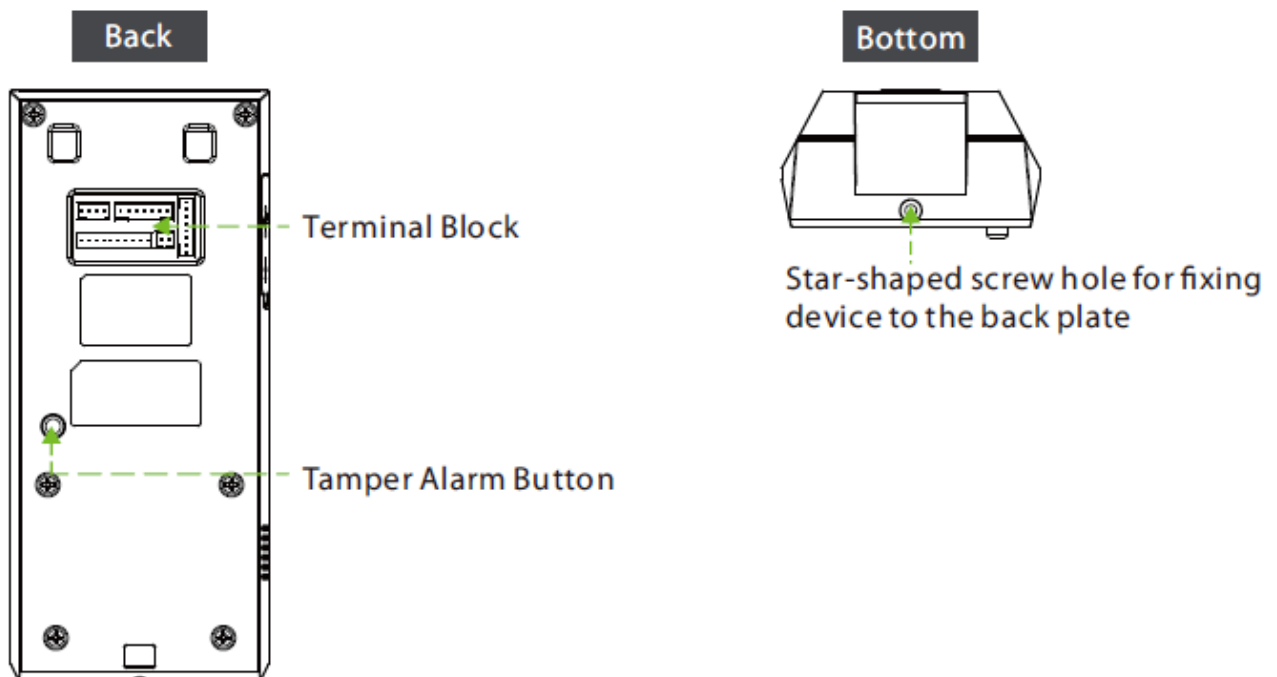 Back
Bottom
Terminal Block
Star-shaped screw hole for fixing
device to the back plate
Tamper Alarm Button